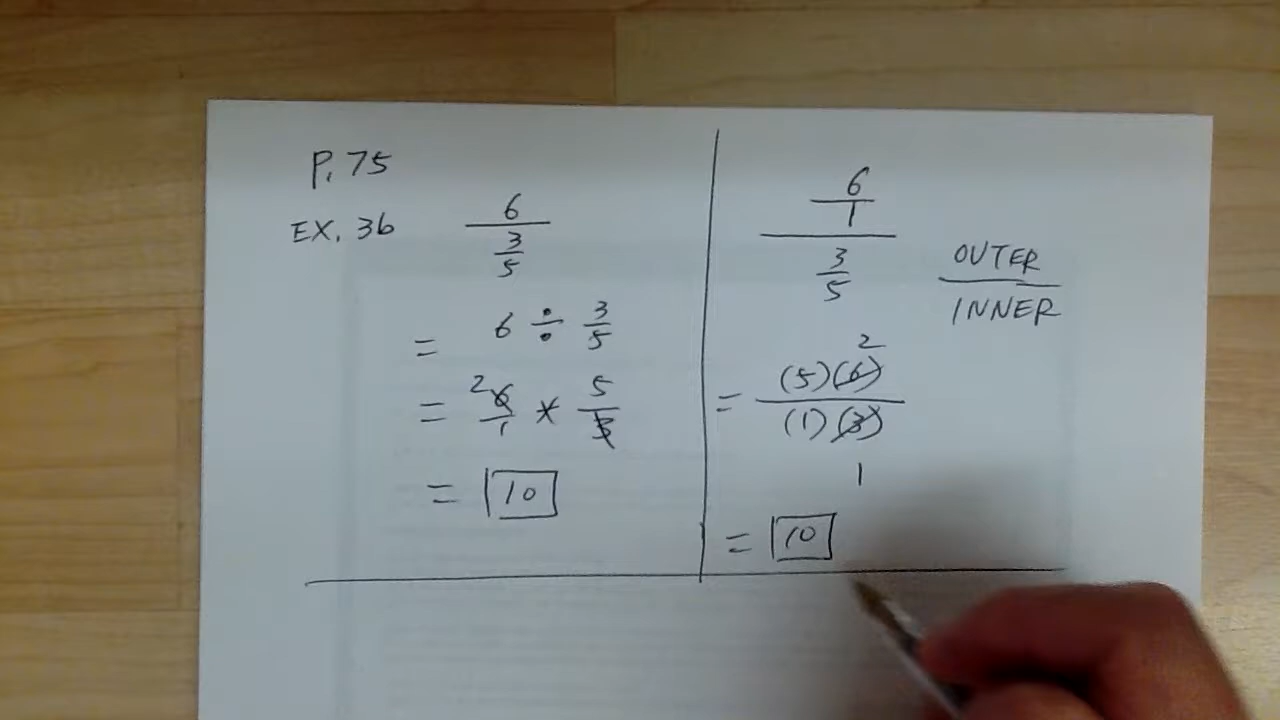 P. 75
EX. 36
6
3
5
= 6 ÷ 3
5
= 2 6 * 5
1 3
= 10
6
1
3
5
OUTER
INNER
2
= (5)(6)
(1)(3)
1
= 10